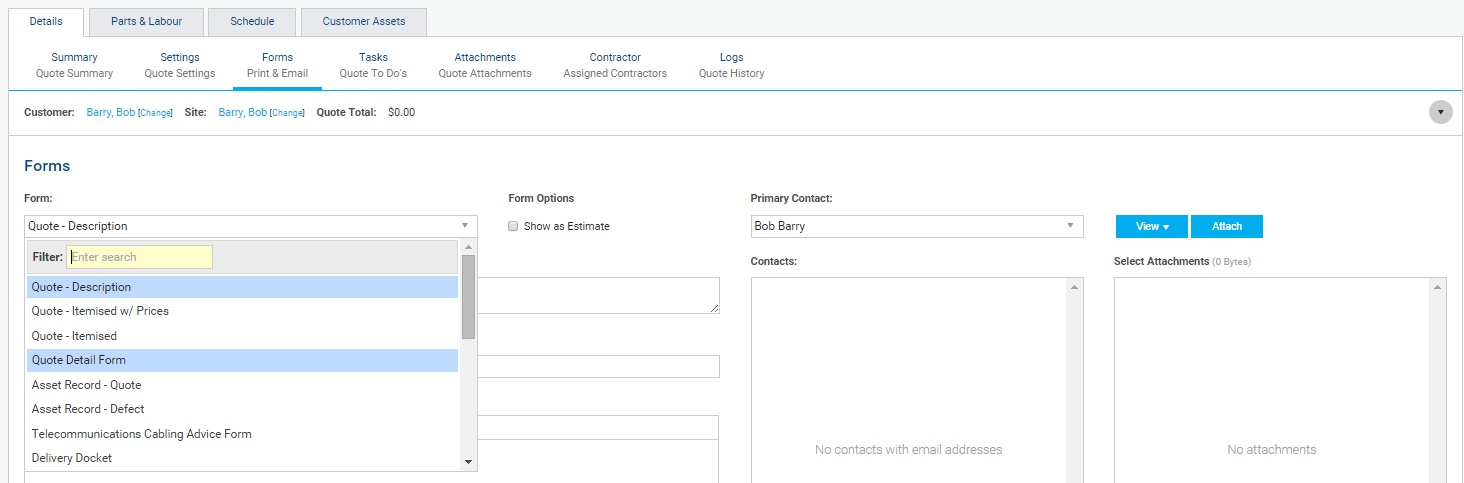 Details Parts & Labour Schedule Customer Assets
Summary Settings Forms Tasks Attachments Contractor Logs
Quote Summary Quote Settings Print & Email Quote To Do's Quote Attachments Assigned Contractors Quote History
Customer: Barry, Bob [Change] Site: Barry, Bob [Change] Quote Total: $0.00
Forms
Form: Form Options Primary Contact:
Quote - Description Show as Estimate Bob Barry View Attach
Filter: Enter search Contacts: Select Attachments (0 Bytes)
Quote - Description
Quote - Itemised w/ Prices
Quote - Itemised
Quote Detail Form
Asset Record - Quote
Asset Record - Defect
Telecommunications Cabling Advice Form
No contacts with email addresses No attachments
Delivery Docket